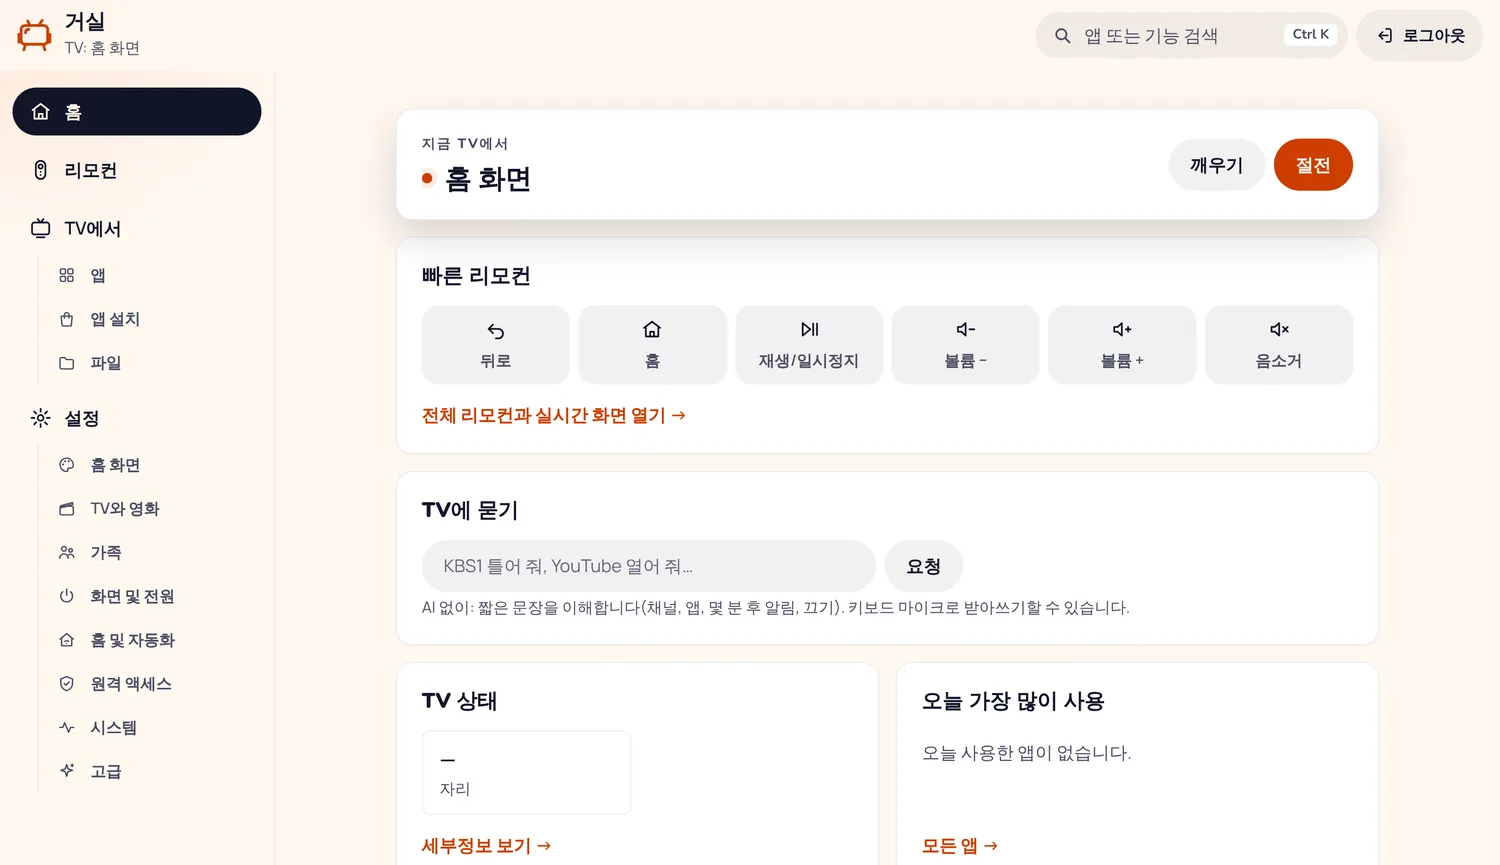 거실
TV: 홈 화면
앱 또는 기능 검색
Ctrl K
로그아웃
홈
리모컨
TV에서
앱
앱 설치
파일
설정
홈 화면
TV와 영화
가족
화면 및 전원
홈 및 자동화
원격 액세스
시스템
고급
지금 TV에서
홈 화면
깨우기
절전
빠른 리모컨
뒤로
홈
재생/일시정지
볼륨 −
볼륨 +
음소거
전체 리모컨과 실시간 화면 열기 →
TV에 묻기
KBS1 틀어 줘, YouTube 열어 줘...
요청
AI 없이: 짧은 문장을 이해합니다(채널, 앱, 몇 분 후 알림, 끄기). 키보드 마이크로 받아쓰기할 수 있습니다.
TV 상태
—
자리
세부정보 보기 →
오늘 가장 많이 사용
오늘 사용한 앱이 없습니다.
모든 앱 →